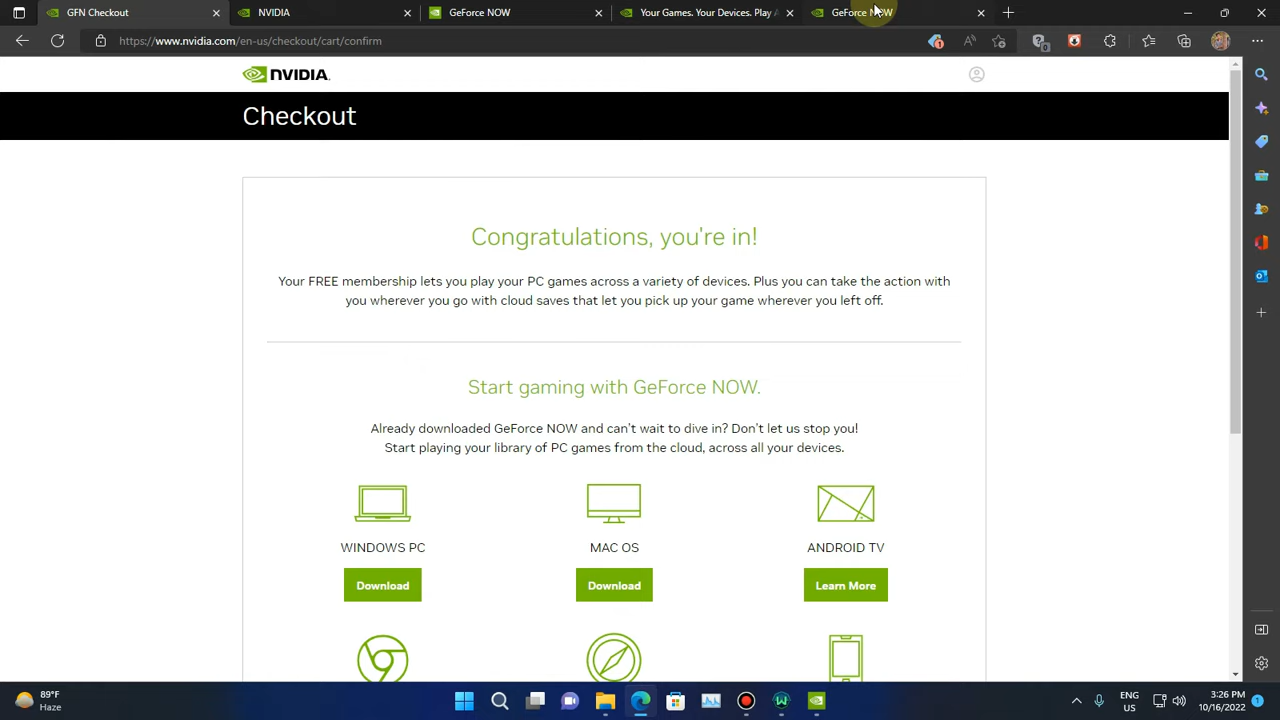 GFN Checkout
NVIDIA
GeForce NOW
Your Games. Your Devices. Play A
GeForce NOW
https://www.nvidia.com/en-us/checkout/cart/confirm
NVIDIA.
Checkout
Congratulations, you're in!
Your FREE membership lets you play your PC games across a variety of devices. Plus you can take the action with
you wherever you go with cloud saves that let you pick up your game wherever you left off.
Start gaming with GeForce NOW.
Already downloaded GeForce NOW and can't wait to dive in? Don't let us stop you!
Start playing your library of PC games from the cloud, across all your devices.
WINDOWS PC
MAC OS
ANDROID TV
Download
Download
Learn More
89°F
Haze
ENG
US
3:26 PM
10/16/2022
1